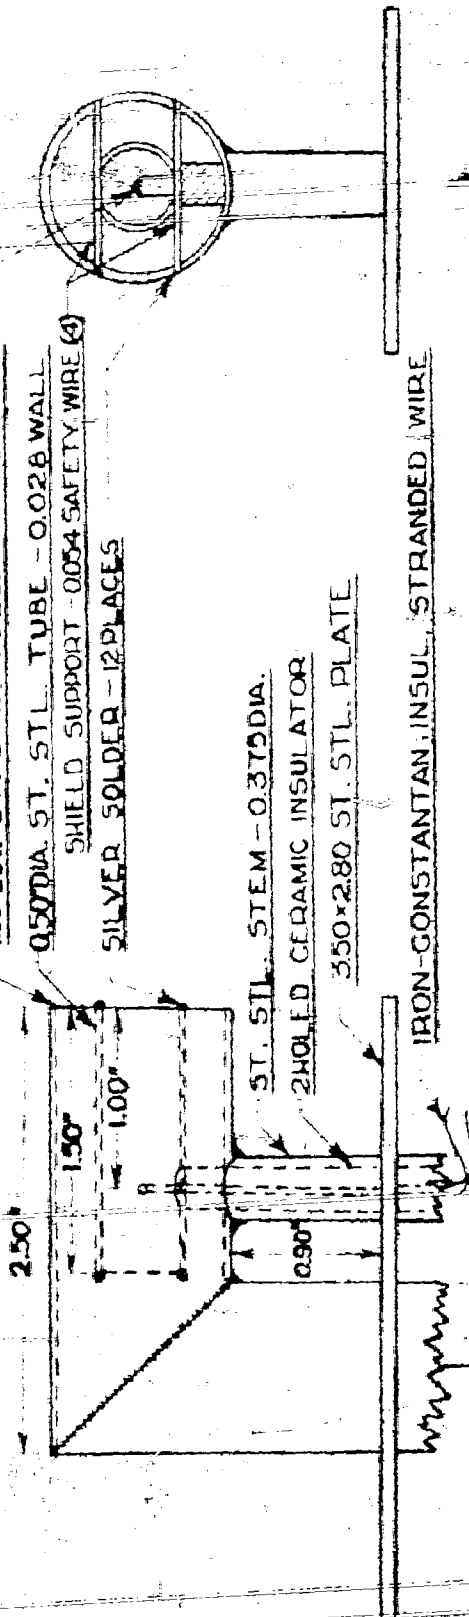 0.50"DIA. ST. STL. TUBE - 0.028 WALL
SHIELD SUPPORT - 0.054 SAFETY WIRE (4)
SILVER SOLDER - 12 PLACES
2.50"
1.50"
1.00"
ST. STL. STEM - 0.375 DIA.
2 HOLED CERAMIC INSULATOR
0.90"
3.50 × 2.80 ST. STL. PLATE
IRON-CONSTANTAN, INSUL, STRANDED WIRE